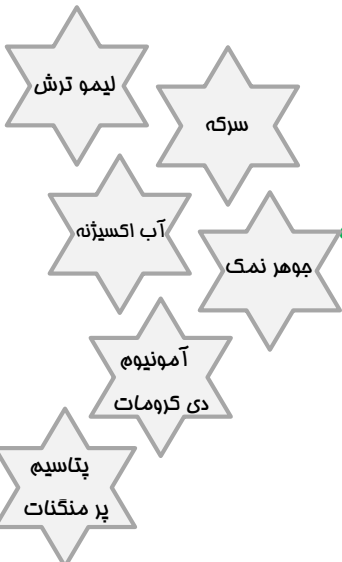 لیمو ترش
سرکه
آب اکسیژنه
جوهر نمک
آمونیوم
دی کرومات
پتاسیم
پر منگنات